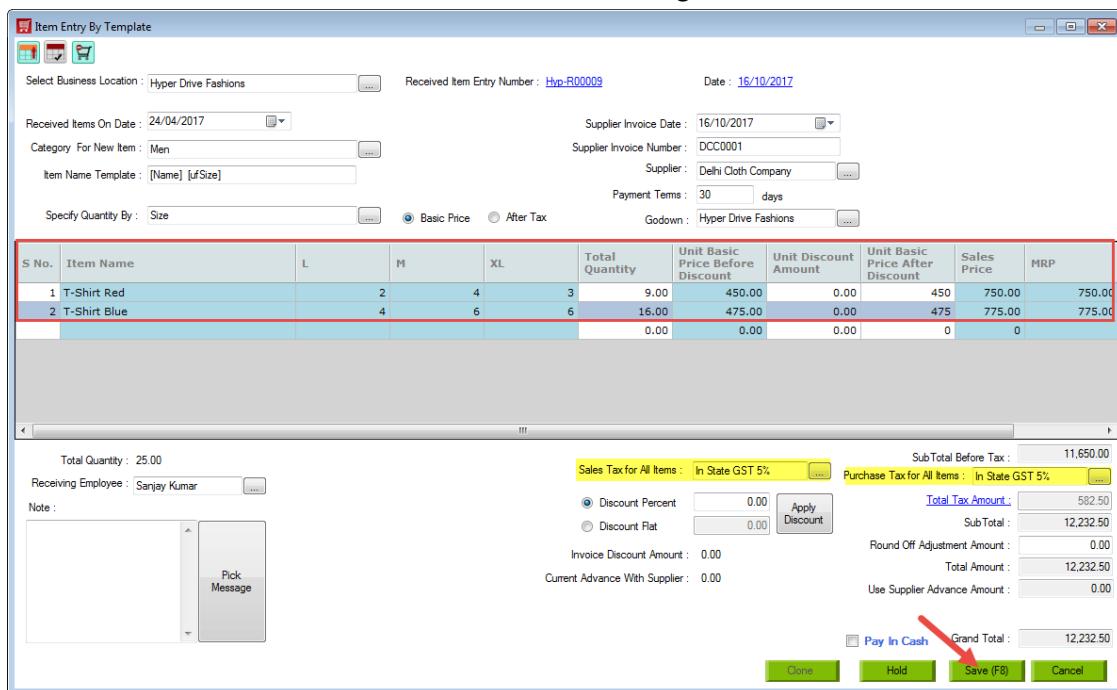 Item Entry By Template
Select Business Location : Hyper Drive Fashions ... Received Item Entry Number : Hyp-R00009 Date : 16/10/2017
Received Items On Date : 24/04/2017 Supplier Invoice Date : 16/10/2017
Category For New Item : Men ... Supplier Invoice Number : DCC0001
Item Name Template : [Name] [ufSize] Supplier : Delhi Cloth Company ...
Payment Terms : 30 days
Specify Quantity By : Size ... Basic Price After Tax Godown : Hyper Drive Fashions ...
S No. Item Name L M XL Total Quantity Unit Basic Price Before Discount Unit Discount Amount Unit Basic Price After Discount Sales Price MRP
1 T-Shirt Red 2 4 3 9.00 450.00 0.00 450 750.00 750.00
2 T-Shirt Blue 4 6 6 16.00 475.00 0.00 475 775.00 775.00
0.00 0.00 0.00 0 0
Total Quantity : 25.00 SubTotal Before Tax : 11,650.00
Receiving Employee : Sanjay Kumar ... Sales Tax for All Items : In State GST 5% ... Purchase Tax for All Items : In State GST 5% ...
Note : Discount Percent 0.00 Apply Discount Total Tax Amount : 582.50
Discount Flat 0.00 SubTotal : 12,232.50
Invoice Discount Amount : 0.00 Round Off Adjustment Amount : 0.00
Pick Message Current Advance With Supplier : 0.00 Total Amount : 12,232.50
Use Supplier Advance Amount : 0.00
Pay In Cash Grand Total : 12,232.50
Clone Hold Save (F8) Cancel